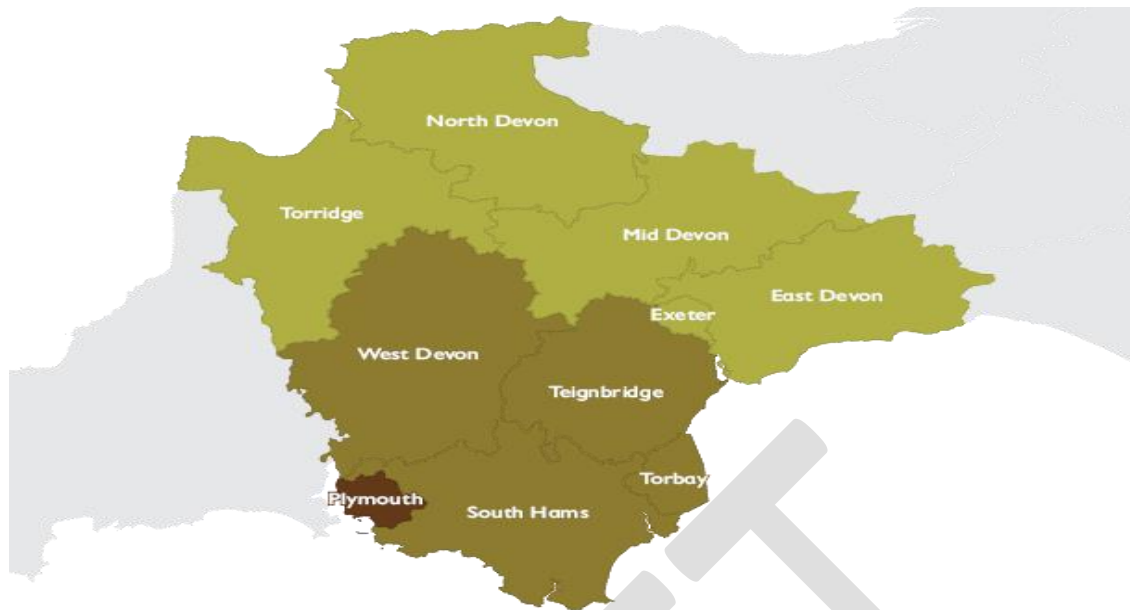 North Devon
Torridge
Mid Devon
East Devon
Exeter
West Devon
Teignbridge
Torbay
Plymouth
South Hams